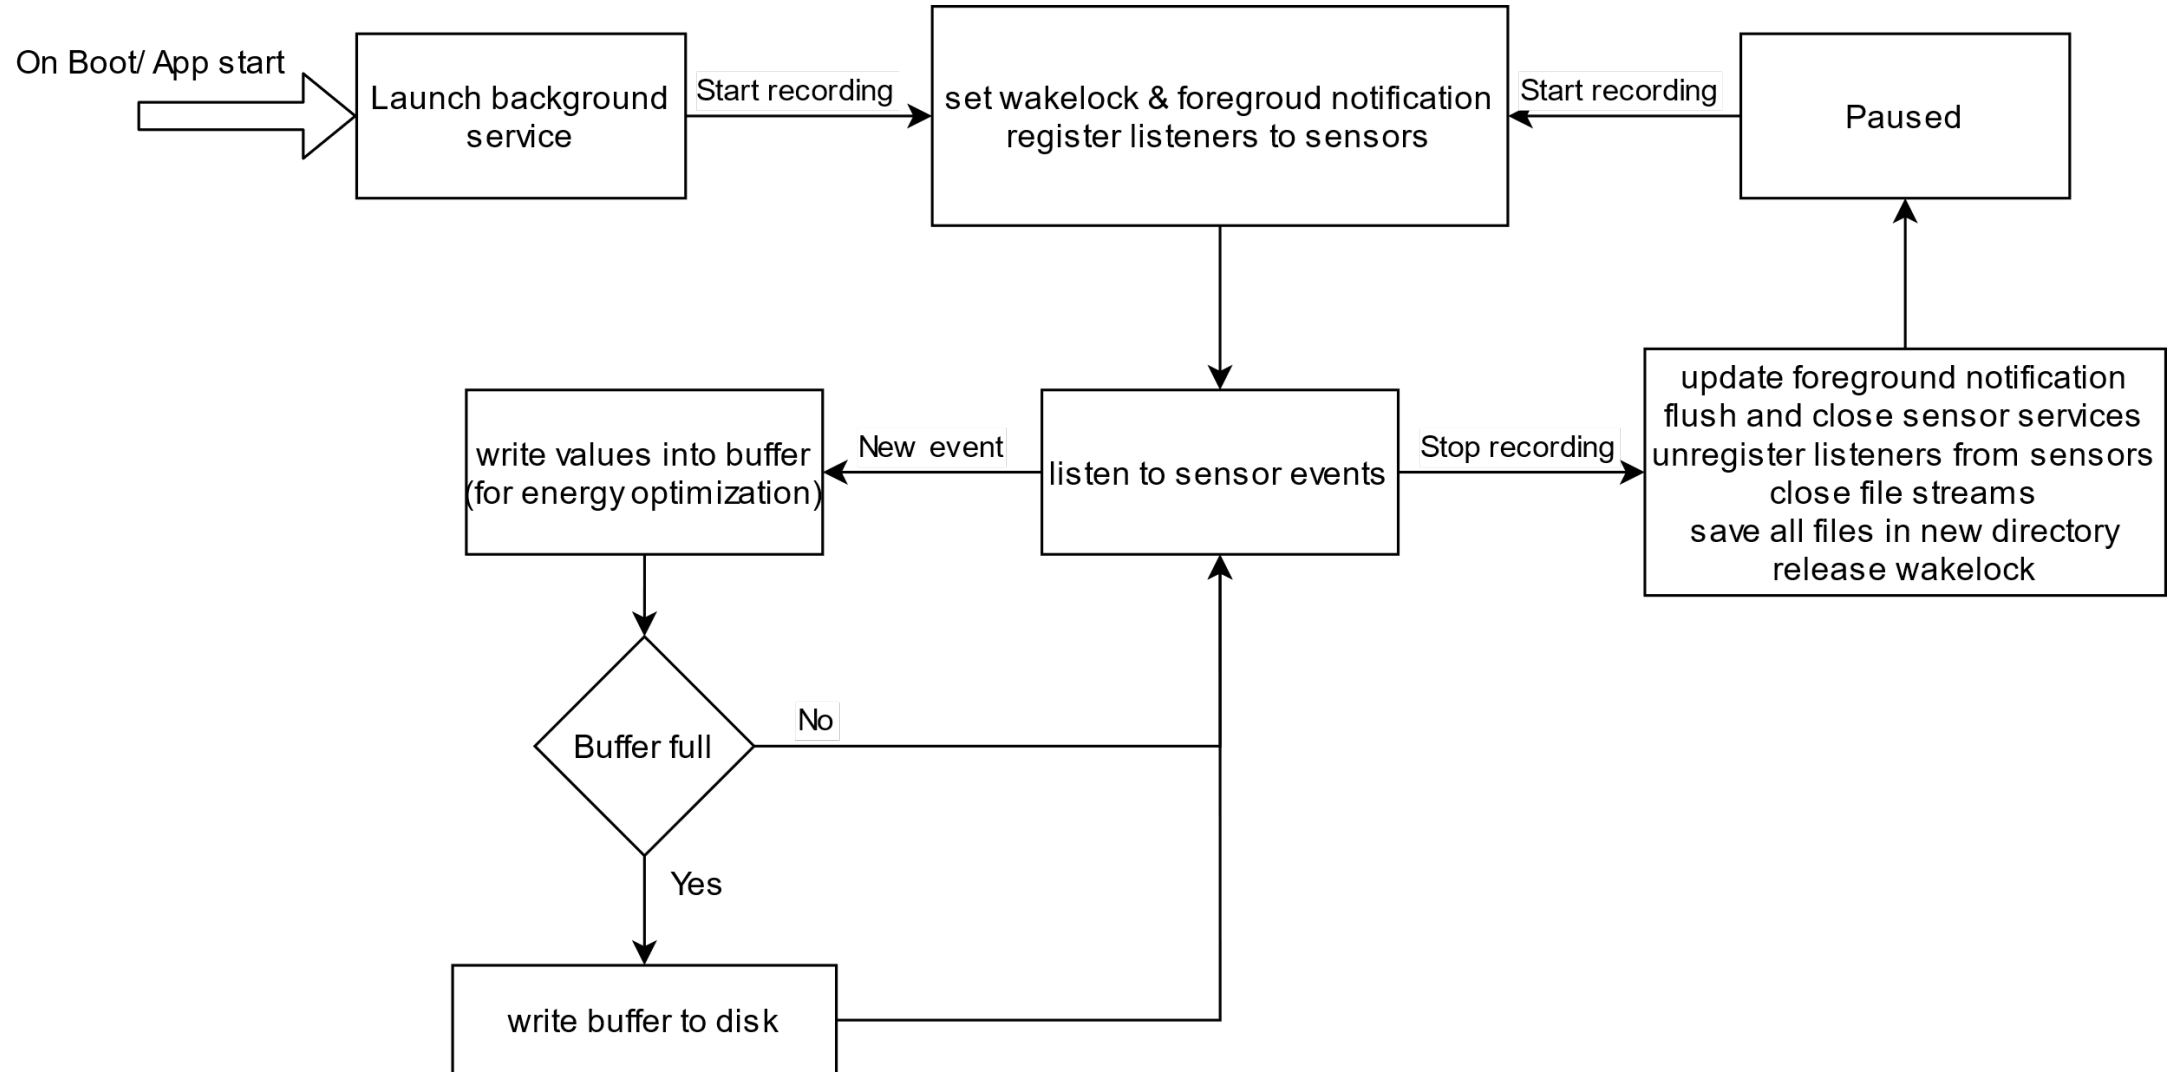 On Boot/ App start
Launch background
service
Start recording
set wakelock & foregroud notification
register listeners to sensors
Start recording
Paused
write values into buffer
(for energy optimization)
New event
listen to sensor events
Stop recording
update foreground notification
flush and close sensor services
unregister listeners from sensors
close file streams
save all files in new directory
release wakelock
Buffer full
No
Yes
write buffer to disk